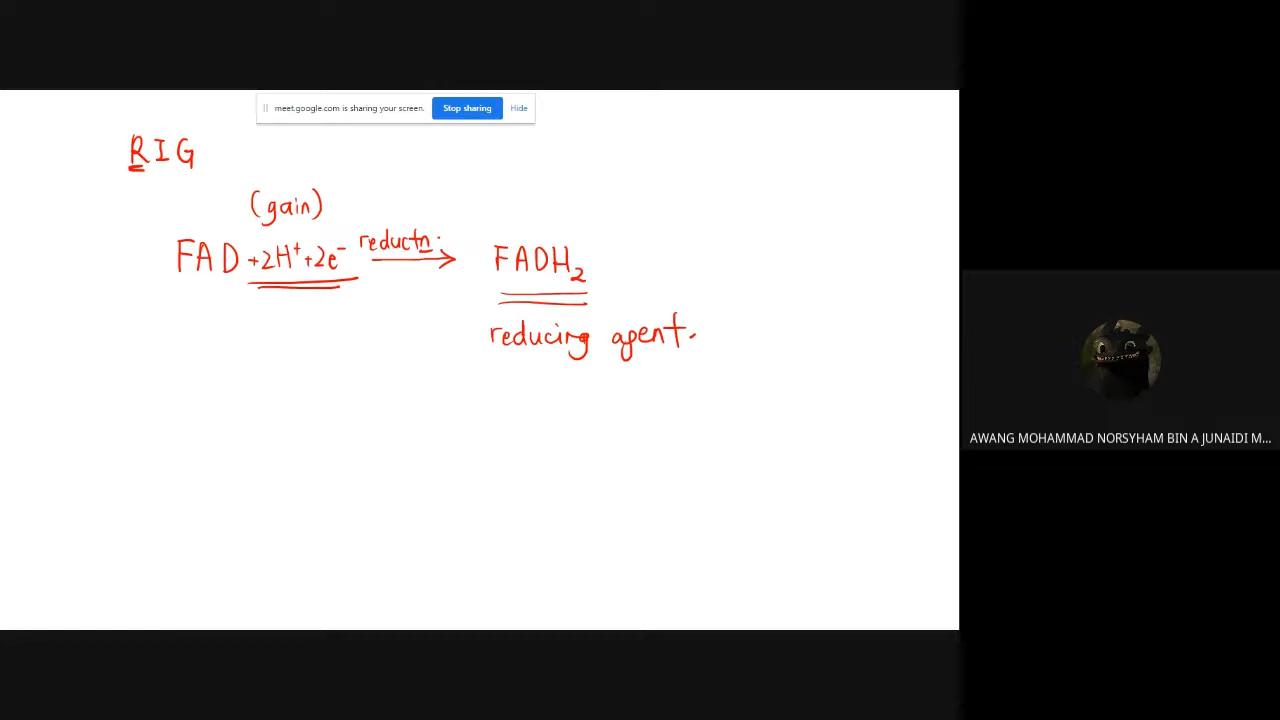 meet.google.com is sharing your screen. Stop sharing Hide
RIG
(gain)
FAD +2H⁺ +2e⁻ reductn. → FADH₂
reducing agent.
AWANG MOHAMMAD NORSYHAM BIN A JUNAIDI M...